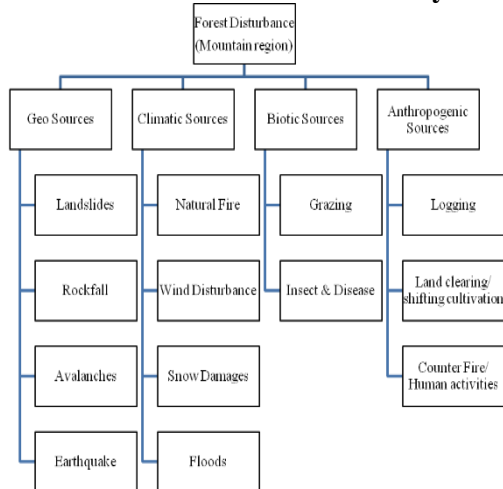 Forest Disturbance
(Mountain region)
Geo Sources
Climatic Sources
Biotic Sources
Anthropogenic
Sources
Landslides
Natural Fire
Grazing
Logging
Rockfall
Wind Disturbance
Insect & Disease
Land clearing/
shifting cultivation
Avalanches
Snow Damages
Counter Fire/
Human activities
Earthquake
Floods